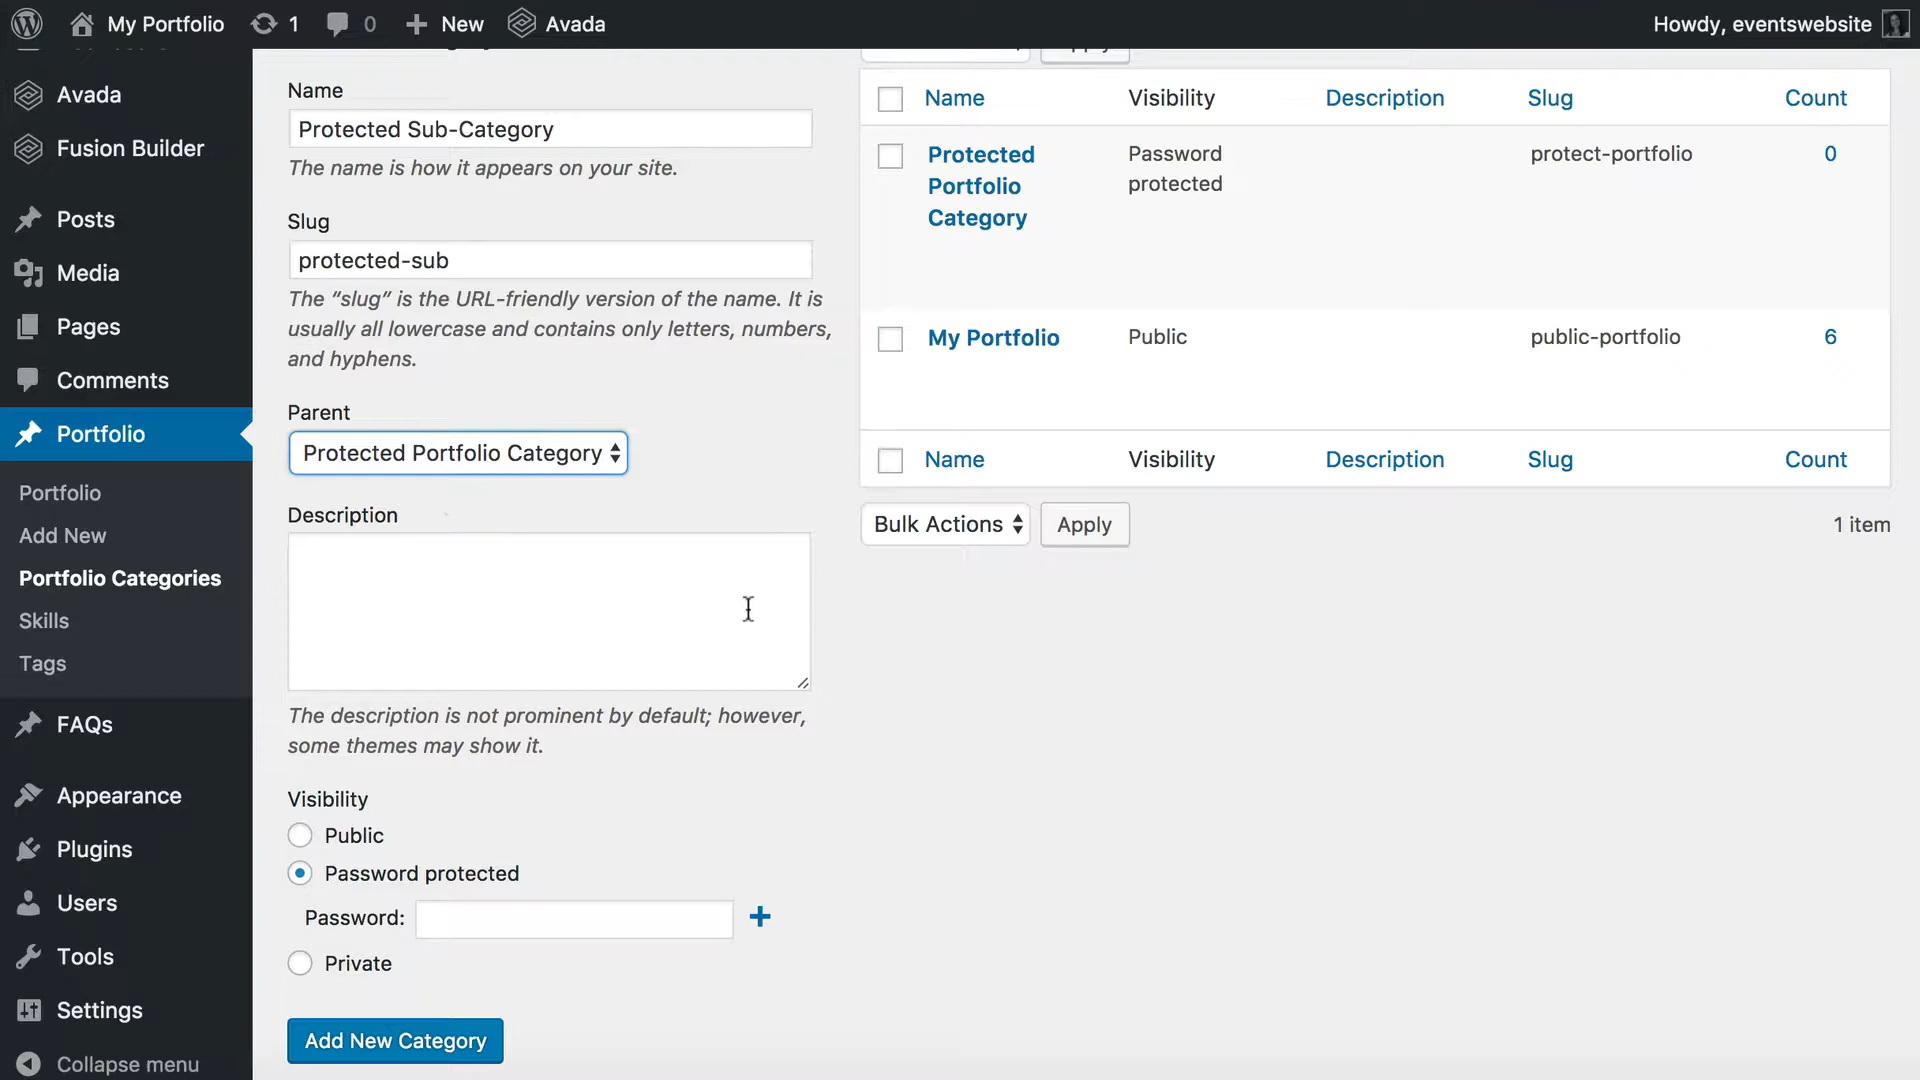 My Portfolio
1
0
New
Avada
Howdy, eventswebsite
Avada
Fusion Builder
Posts
Media
Pages
Comments
Portfolio
Portfolio
Add New
Portfolio Categories
Skills
Tags
FAQs
Appearance
Plugins
Users
Tools
Settings
Collapse menu
Name
Protected Sub-Category
The name is how it appears on your site.
Slug
protected-sub
The “slug” is the URL-friendly version of the name. It is
usually all lowercase and contains only letters, numbers,
and hyphens.
Parent
Protected Portfolio Category
Description
The description is not prominent by default; however,
some themes may show it.
Visibility
Public
Password protected
Password:
Private
Add New Category
Name Visibility Description Slug Count
Protected Password protect-portfolio 0
Portfolio protected
Category
My Portfolio Public public-portfolio 6
Name Visibility Description Slug Count
Bulk Actions Apply 1 item